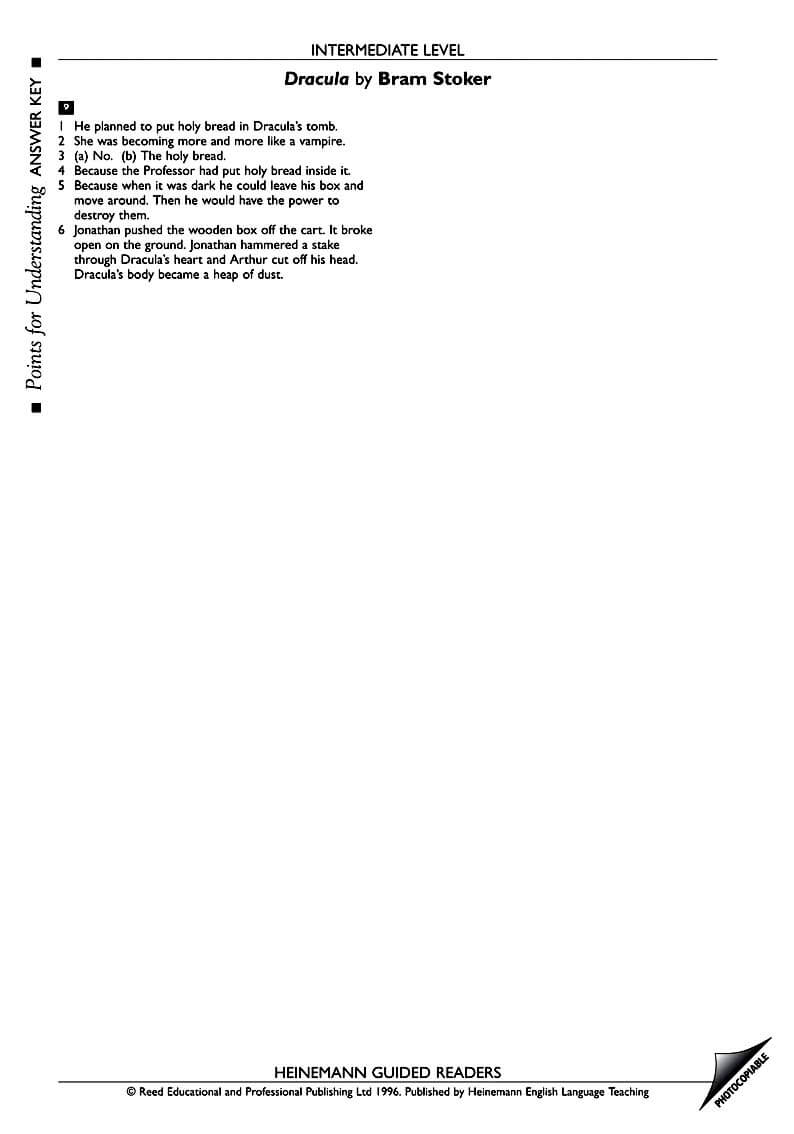 INTERMEDIATE LEVEL
Dracula by Bram Stoker
■ Points for Understanding ANSWER KEY ■
9
1 He planned to put holy bread in Dracula's tomb.
2 She was becoming more and more like a vampire.
3 (a) No. (b) The holy bread.
4 Because the Professor had put holy bread inside it.
5 Because when it was dark he could leave his box and
move around. Then he would have the power to
destroy them.
6 Jonathan pushed the wooden box off the cart. It broke
open on the ground. Jonathan hammered a stake
through Dracula's heart and Arthur cut off his head.
Dracula's body became a heap of dust.
HEINEMANN GUIDED READERS
© Reed Educational and Professional Publishing Ltd 1996. Published by Heinemann English Language Teaching
PHOTOCOPIABLE